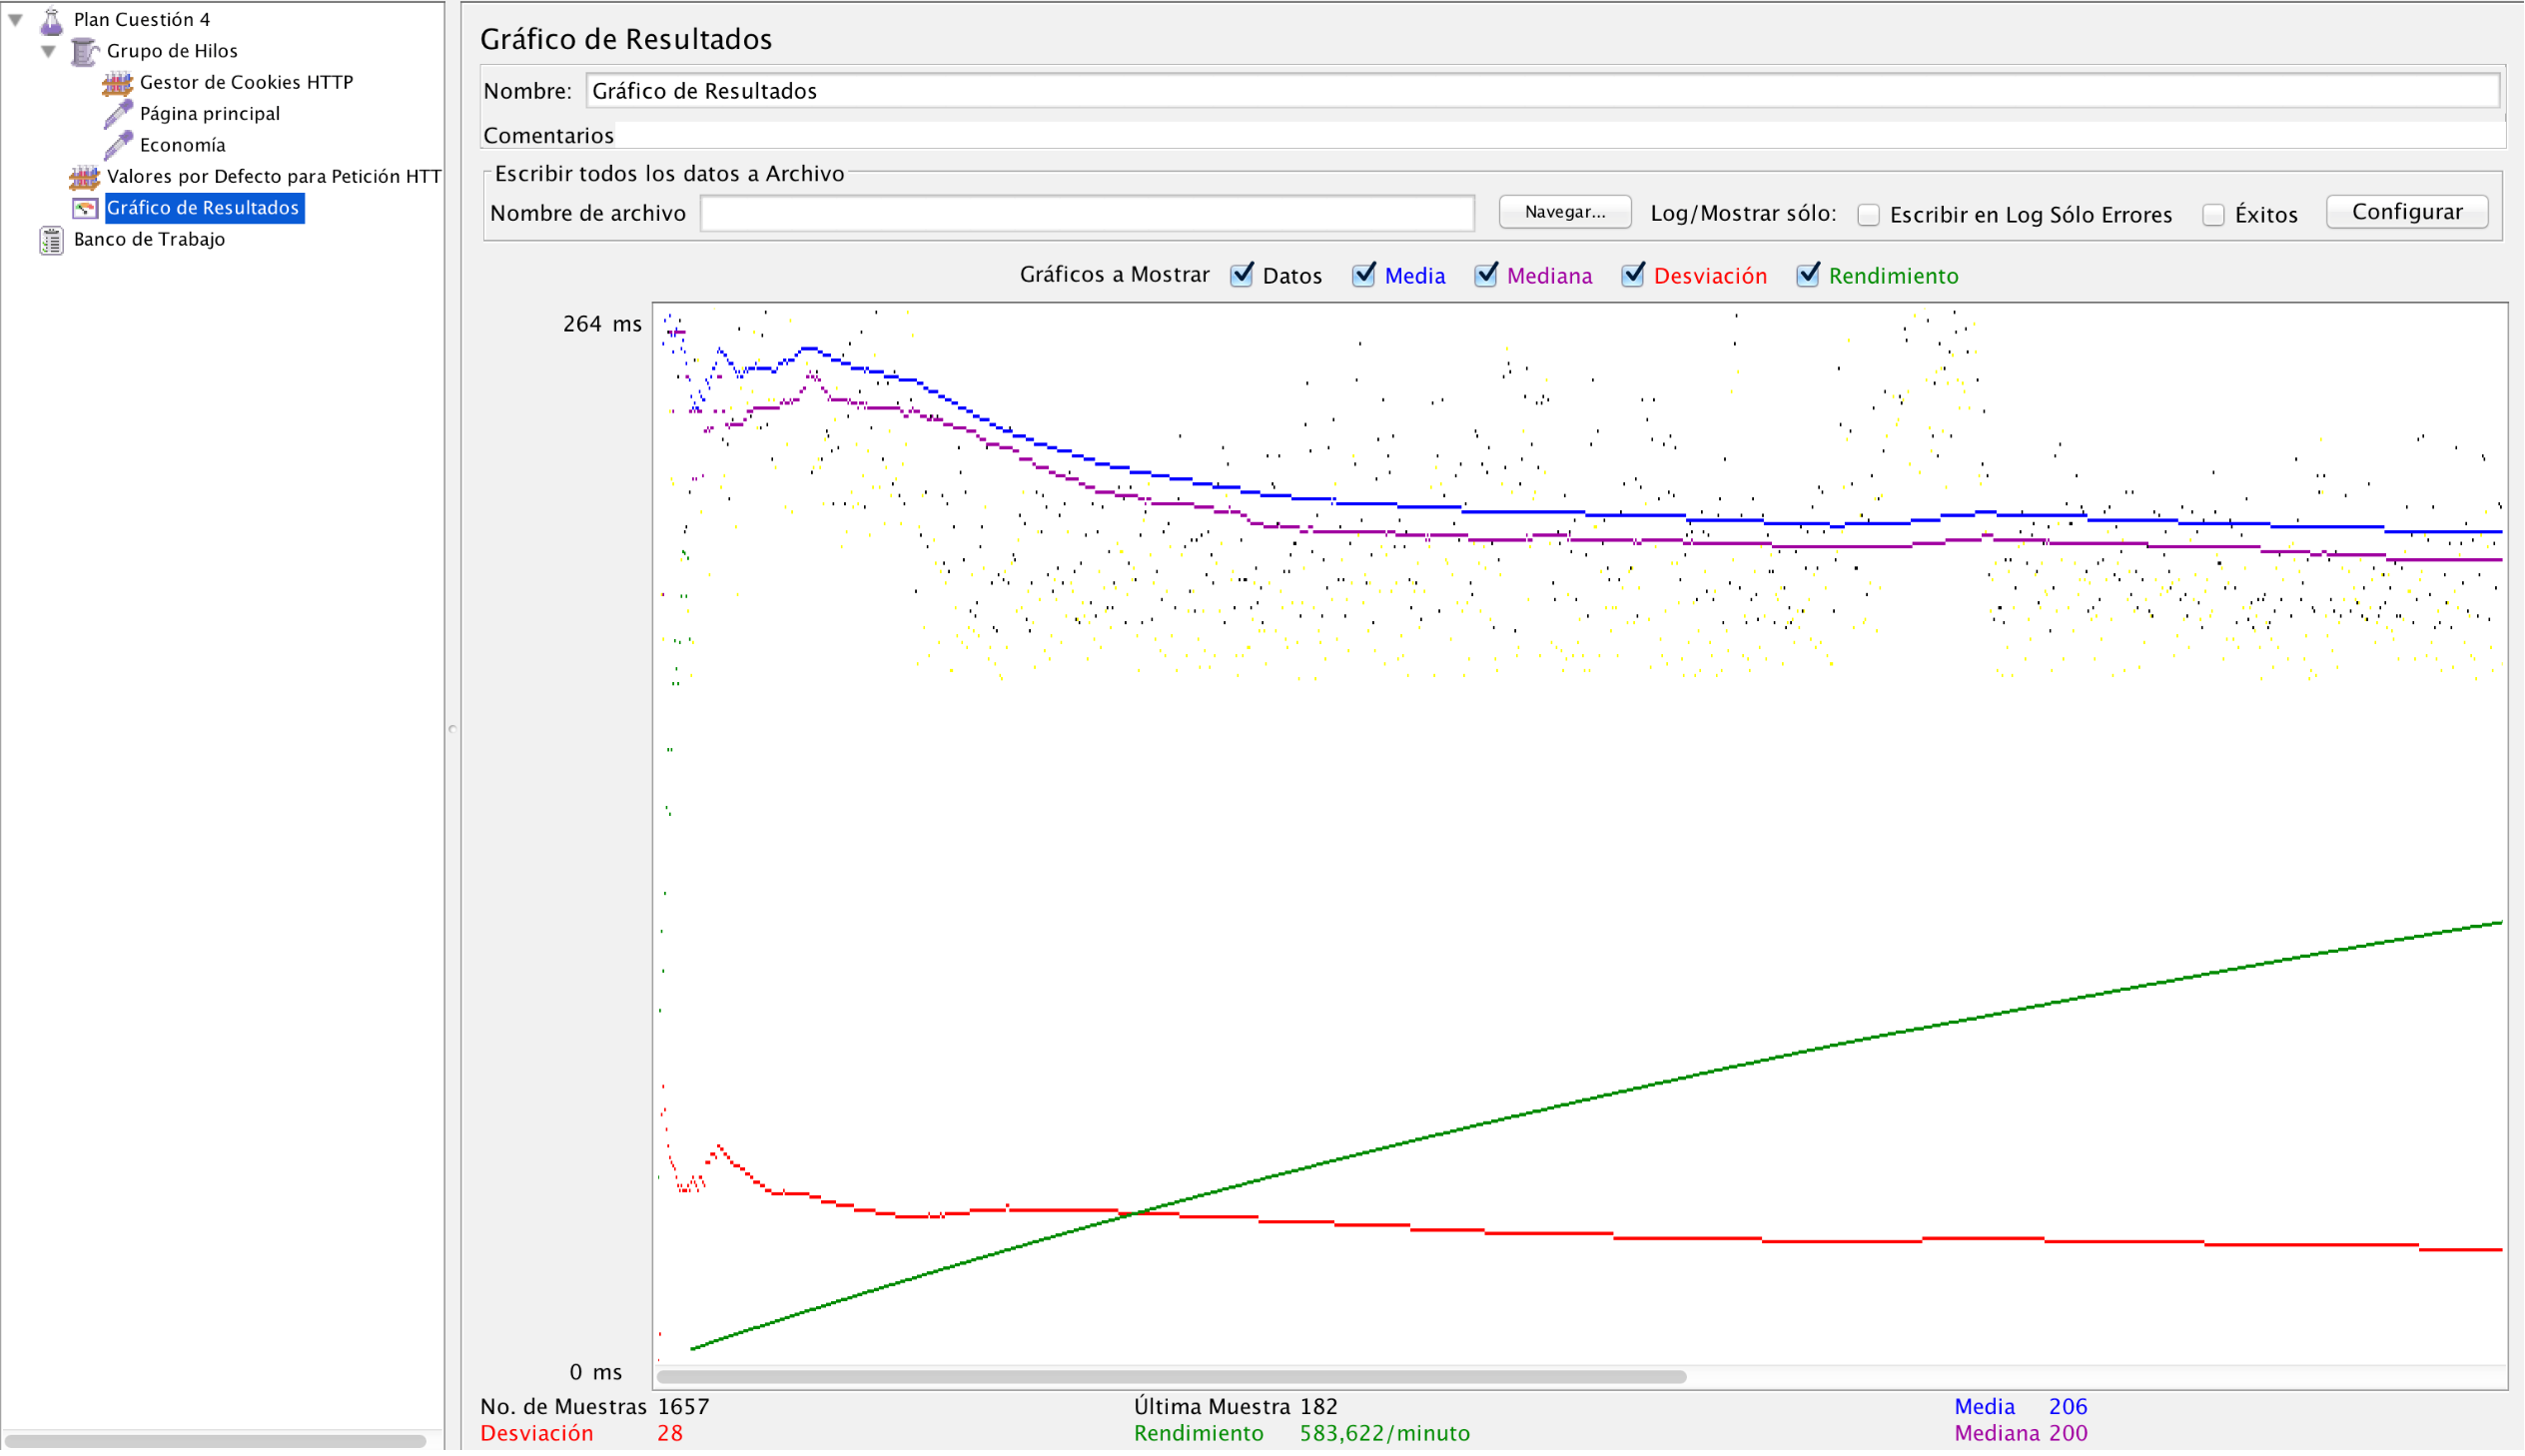 Plan Cuestión 4
Grupo de Hilos
Gestor de Cookies HTTP
Página principal
Economía
Valores por Defecto para Petición HTT
Gráfico de Resultados
Banco de Trabajo
Gráfico de Resultados
Nombre: Gráfico de Resultados
Comentarios
Escribir todos los datos a Archivo
Nombre de archivo Navegar... Log/Mostrar sólo: Escribir en Log Sólo Errores Éxitos Configurar
Gráficos a Mostrar Datos Media Mediana Desviación Rendimiento
264 ms
0 ms
No. de Muestras 1657 Última Muestra 182 Media 206
Desviación 28 Rendimiento 583,622/minuto Mediana 200